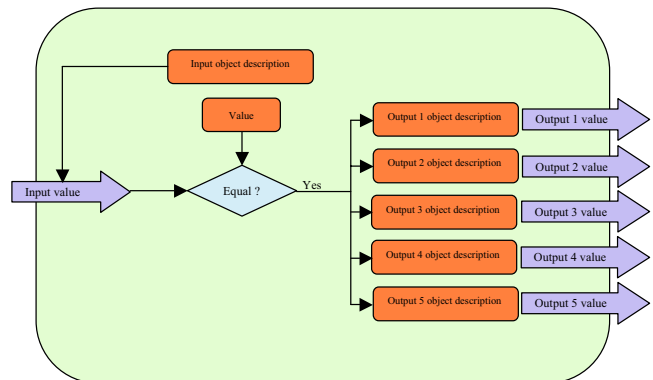 Input object description
Value
Input value
Equal ?
Yes
Output 1 object description
Output 1 value
Output 2 object description
Output 2 value
Output 3 object description
Output 3 value
Output 4 object description
Output 4 value
Output 5 object description
Output 5 value